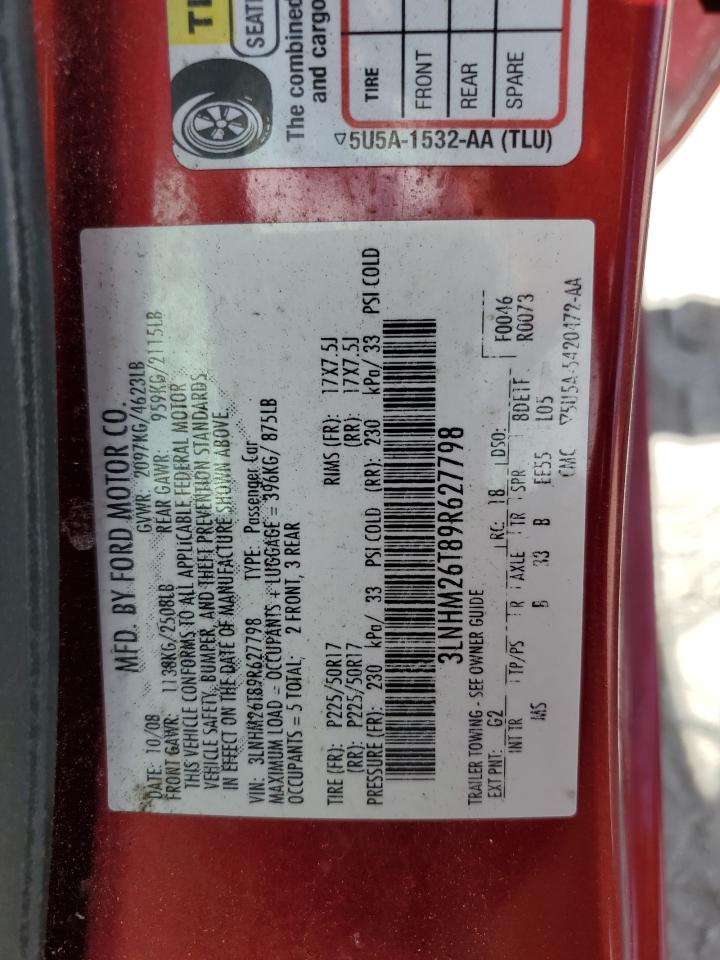 TI
SEATI
The combined
and cargo
TIRE
FRONT
REAR
SPARE
▽5U5A-1532-AA (TLU)
MFD. BY FORD MOTOR CO.
DATE: 10/08 GVWR: 2097KG/4623LB
FRONT GAWR: 1138KG/2508LB REAR GAWR: 959KG/2115LB
THIS VEHICLE CONFORMS TO ALL APPLICABLE FEDERAL MOTOR
VEHICLE SAFETY, BUMPER, AND THEFT PREVENTION STANDARDS
IN EFFECT ON THE DATE OF MANUFACTURE SHOWN ABOVE.
VIN: 3LNHM26T89R627798 TYPE: Passenger Car
MAXIMUM LOAD = OCCUPANTS + LUGGAGE = 396KG/ 875LB
OCCUPANTS = 5 TOTAL; 2 FRONT, 3 REAR
TIRE (FR): P225/50R17 RIMS (FR): 17X7.5J
(RR): P225/50R17 (RR): 17X7.5J
PRESSURE (FR): 230 kPa/ 33 PSI COLD (RR): 230 kPa/ 33 PSI COLD
3LNHM26T89R627798
TRAILER TOWING - SEE OWNER GUIDE
EXT PNT: G2 RC: 18 DSO: F0046
INT TR TP/PS R AXLE TR SPR 8DE1F R0073
MS B 33 B EE55 L05
CMC ▽5U5A-5420472-AA